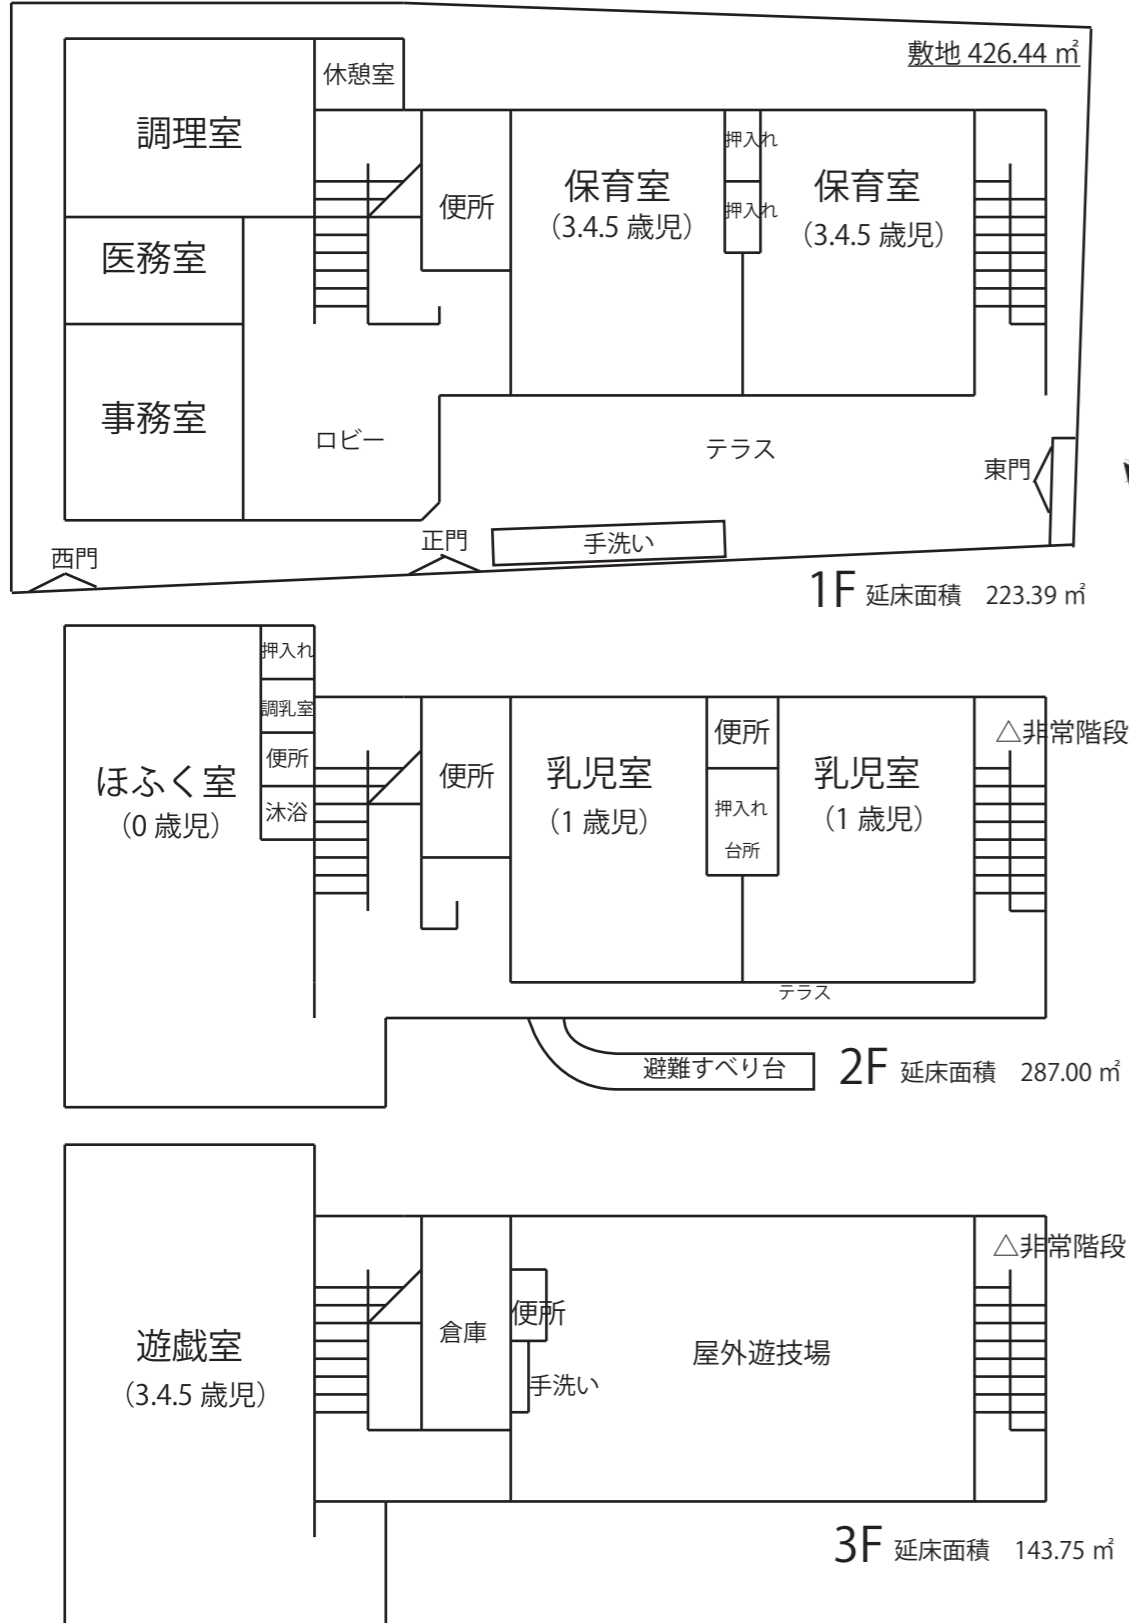 敷地 426.44 ㎡
休憩室
調理室
押入れ
保育室
保育室
便所
押入れ
(3.4.5 歳児)
(3.4.5 歳児)
医務室
事務室
ロビー
テラス
東門
西門
正門
手洗い
1F 延床面積 223.39 ㎡
押入れ
調乳室
△非常階段
便所
便所
ほふく室
便所
乳児室
乳児室
(0 歳児)
沐浴
(1 歳児)
押入れ
(1 歳児)
台所
テラス
避難すべり台
2F 延床面積 287.00 ㎡
△非常階段
便所
倉庫
遊戯室
屋外遊技場
(3.4.5 歳児)
手洗い
3F 延床面積 143.75 ㎡